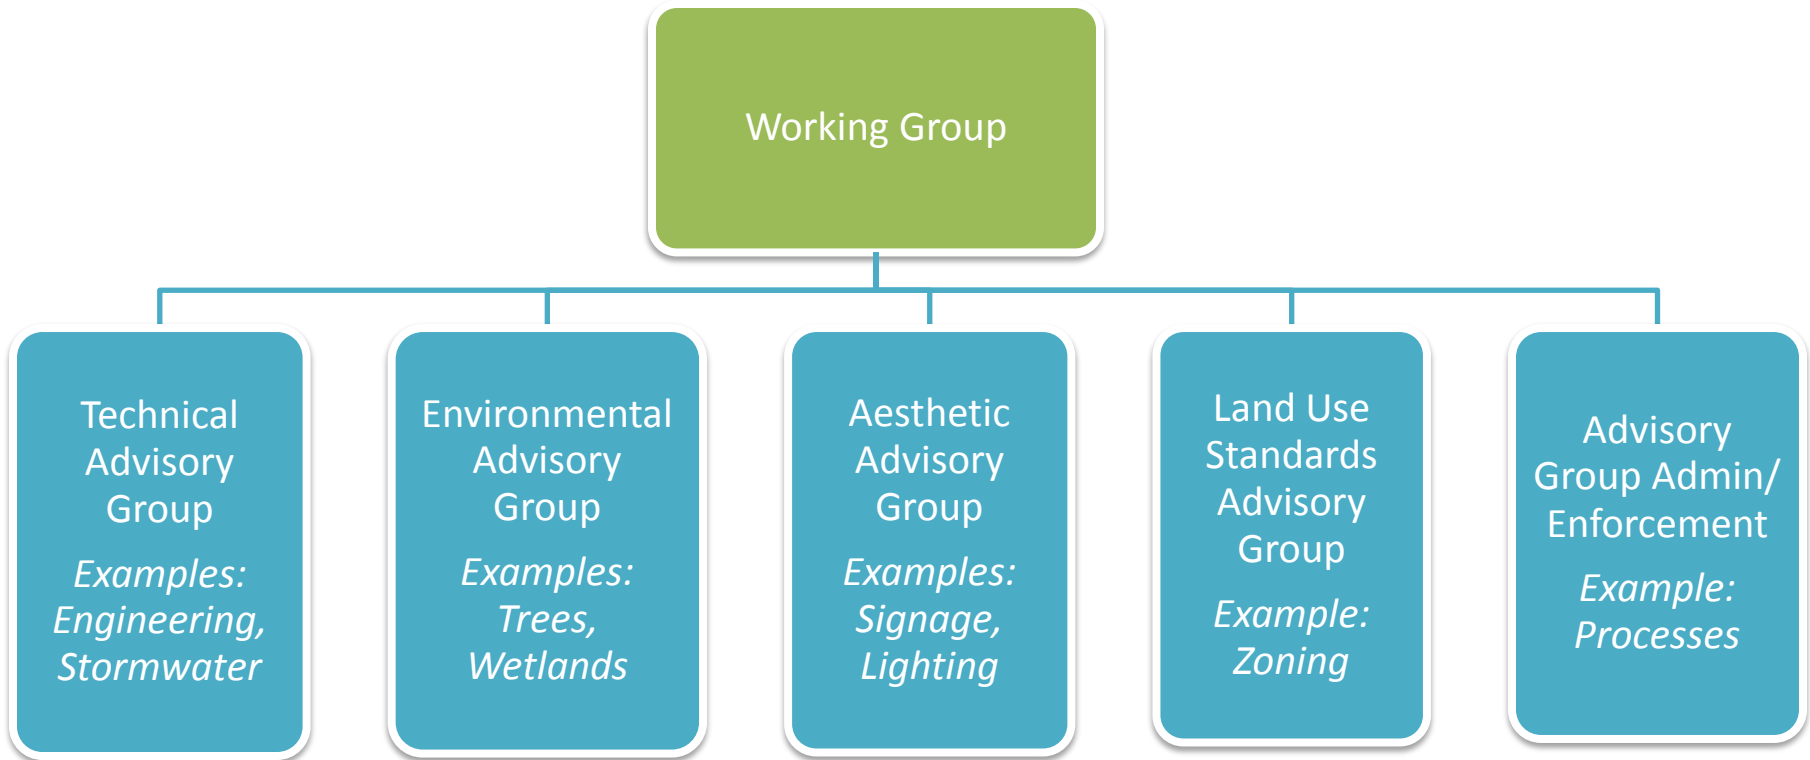 Working Group
Technical
Advisory
Group
Examples:
Engineering,
Stormwater
Environmental
Advisory
Group
Examples:
Trees,
Wetlands
Aesthetic
Advisory
Group
Examples:
Signage,
Lighting
Land Use
Standards
Advisory
Group
Example:
Zoning
Advisory
Group Admin/
Enforcement
Example:
Processes